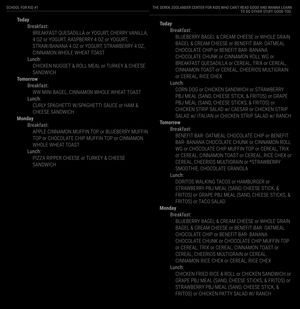 SCHOOL FOR KID #1
Today
Breakfast:
BREAKFAST QUESADILLA or YOGURT, CHERRY VANILLA,
4 OZ or YOGURT, RASPBERRY 4 OZ or YOGURT,
STRAW/BANANA 4 OZ or YOGURT STRAWBERRY 4 OZ,
CINNAMON WHOLE WHEAT TOAST
Lunch:
CHICKEN NUGGET & ROLL MEAL or TURKEY & CHEESE
SANDWICH
Tomorrow
Breakfast:
WW MINI BAGEL, CINNAMON WHOLE WHEAT TOAST
Lunch:
CURLY SPAGHETTI W/SPAGHETTI SAUCE or HAM &
CHEESE SANDWICH
Monday
Breakfast:
APPLE CINNAMON MUFFIN TOP or BLUEBERRY MUFFIN
TOP or CHOCOLATE CHIP MUFFIN TOP or CINNAMON
WHOLE WHEAT TOAST
Lunch:
PIZZA RIPPER CHEESE or TURKEY & CHEESE
SANDWICH
THE DEREK ZOOLANDER CENTER FOR KIDS WHO CAN'T READ GOOD AND WANNA LEARN
TO DO OTHER STUFF GOOD TOO
Today
Breakfast:
BLUEBERRY BAGEL & CREAM CHEESE or WHOLE GRAIN
BAGEL & CREAM CHEESE or BENEFIT BAR- OATMEAL
CHOCOLATE CHIP or BENEFIT BAR- BANANA
CHOCOLATE CHUNK or CINNAMON ROLL WG or
BREAKFAST QUESADILLA or CEREAL, TRIX or CEREAL,
CINNAMON TOAST or CEREAL, CHEERIOS MULTIGRAIN
or CEREAL, RICE CHEX
Lunch:
CORN DOG or CHICKEN SANDWICH or STRAWBERRY
PBJ MEAL (SAND, CHEESE STICK, & FRITOS) or GRAPE
PBJ MEAL (SAND, CHEESE STICK, & FRITOS) or
CHICKEN STRIP SALAD w/ CAESAR or CHICKEN STRIP
SALAD w/ ITALIAN or CHICKEN STRIP SALAD w/ RANCH
Tomorrow
Breakfast:
BENEFIT BAR- OATMEAL CHOCOLATE CHIP or BENEFIT
BAR- BANANA CHOCOLATE CHUNK or CINNAMON ROLL
WG or CHOCOLATE CHIP MUFFIN TOP or CEREAL, TRIX
or CEREAL, CINNAMON TOAST or CEREAL, RICE CHEX or
CEREAL, CHEERIOS MULTIGRAIN or *STRAWBERRY
SMOOTHIE, CHOCOLATE GRANOLA
Lunch:
DORITOS WALKING TACOS or HAMBURGER or
STRAWBERRY PBJ MEAL (SAND, CHEESE STICK, &
FRITOS) or GRAPE PBJ MEAL (SAND, CHEESE STICK, &
FRITOS) or TACO SALAD
Monday
Breakfast:
BLUEBERRY BAGEL & CREAM CHEESE or WHOLE GRAIN
BAGEL & CREAM CHEESE or BENEFIT BAR- OATMEAL
CHOCOLATE CHIP or BENEFIT BAR- BANANA
CHOCOLATE CHUNK or CHOCOLATE CHIP MUFFIN TOP
or CEREAL, TRIX or CEREAL, CINNAMON TOAST or
CEREAL, CHEERIOS MULTIGRAIN or CEREAL,
CINNAMON RICE CHEX or CEREAL, RICE CHEX
Lunch:
CHICKEN FRIED RICE & ROLL or CHICKEN SANDWICH or
GRAPE PBJ MEAL (SAND, CHEESE STICK, & FRITOS) or
STRAWBERRY PBJ MEAL (SAND, CHEESE STICK, &
FRITOS) or CHICKEN PATTY SALAD W/ RANCH